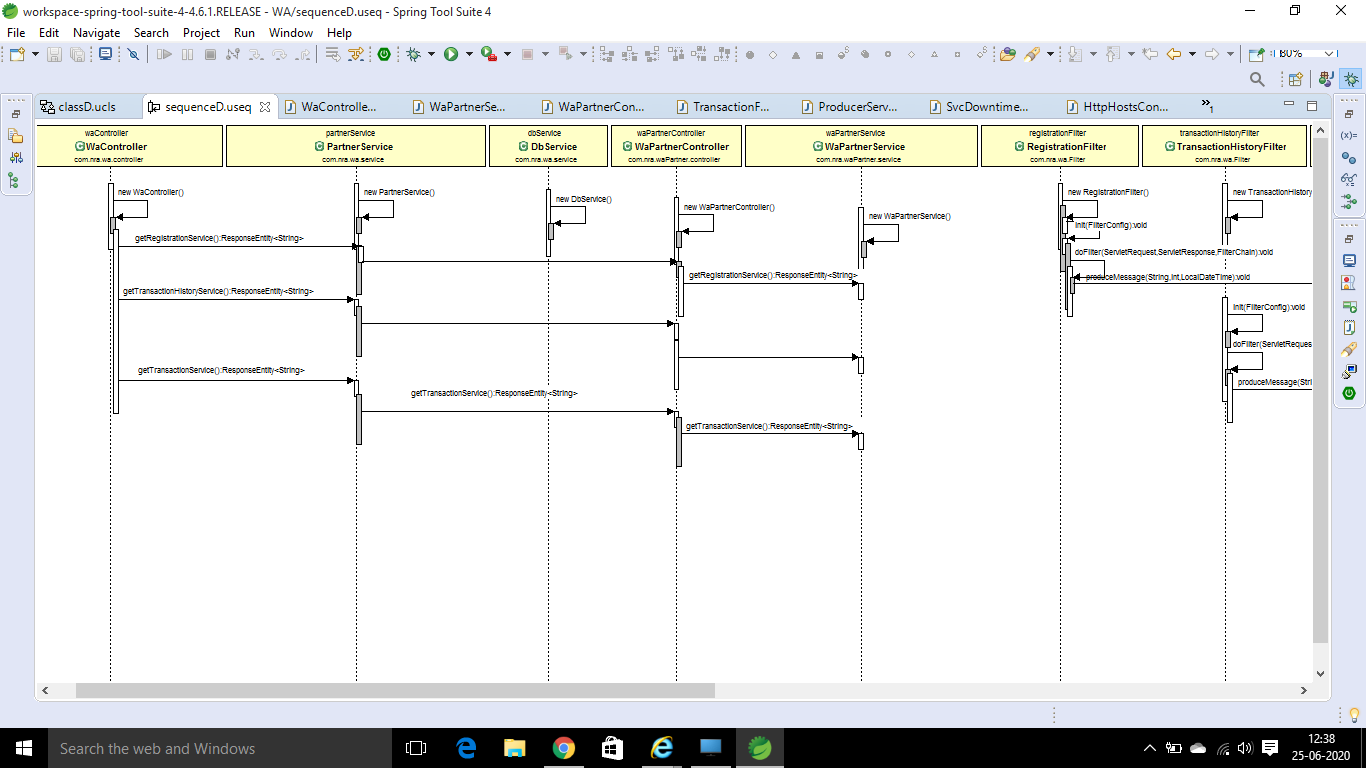 workspace-spring-tool-suite-4-4.6.1.RELEASE - WA/sequenceD.useq - Spring Tool Suite 4
File Edit Navigate Search Project Run Window Help
80%
classD.ucls sequenceD.useq WaControlle... WaPartnerSe... WaPartnerCon... TransactionF... ProducerServ... SvcDowntime... HttpHostsCon... »1
waController partnerService dbService waPartnerController waPartnerService registrationFilter transactionHistoryFilter
WaController PartnerService DbService WaPartnerController WaPartnerService RegistrationFilter TransactionHistoryFilter
com.nra.wa.controller com.nra.wa.service com.nra.wa.service com.nra.waPartner.controller com.nra.waPartner.service com.nra.wa.Filter com.nra.wa.Filter
new WaController() new PartnerService() new DbService() new WaPartnerController() new WaPartnerService() new RegistrationFilter() new TransactionHistory
init(FilterConfig):void
getRegistrationService():ResponseEntity<String>
doFilter(ServletRequest,ServletResponse,FilterChain):void
getRegistrationService():ResponseEntity<String> produceMessage(String,int,LocalDateTime):void
getTransactionHistoryService():ResponseEntity<String>
init(FilterConfig):void
doFilter(ServletReques
getTransactionService():ResponseEntity<String>
produceMessage(Stri
getTransactionService():ResponseEntity<String>
getTransactionService():ResponseEntity<String>
Search the web and Windows
12:38
25-06-2020